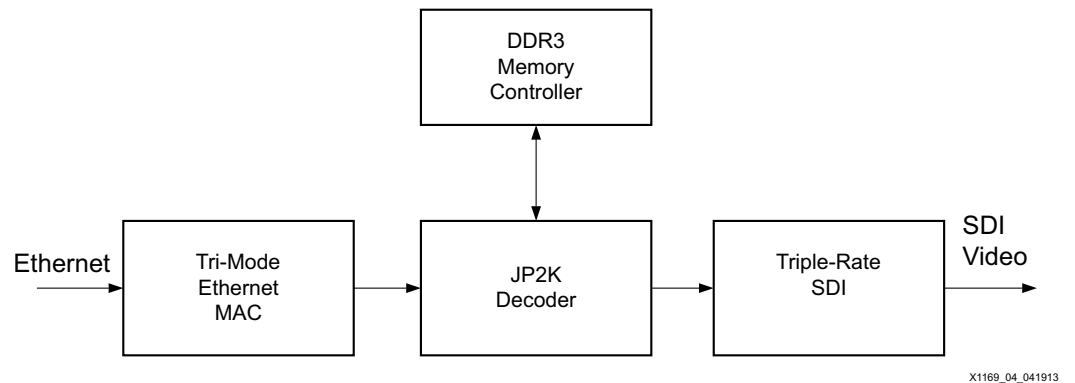 DDR3
Memory
Controller
Ethernet
Tri-Mode
Ethernet
MAC
JP2K
Decoder
Triple-Rate
SDI
SDI
Video
X1169_04_041913